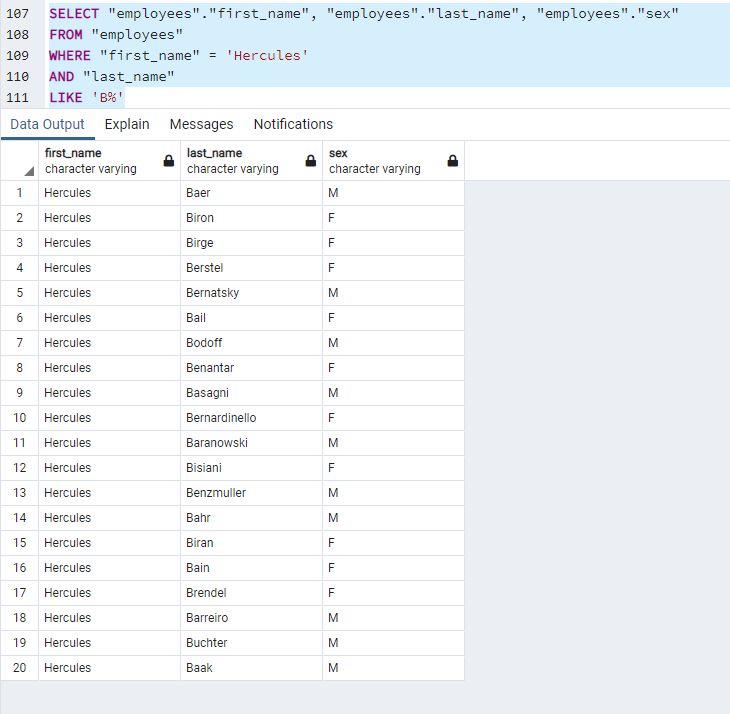 107 SELECT "employees"."first_name", "employees"."last_name", "employees"."sex"
108 FROM "employees"
109 WHERE "first_name" = 'Hercules'
110 AND "last_name"
111 LIKE 'B%'
Data Output Explain Messages Notifications
first_name last_name sex
character varying character varying character varying
1 Hercules Baer M
2 Hercules Biron F
3 Hercules Birge F
4 Hercules Berstel F
5 Hercules Bernatsky M
6 Hercules Bail F
7 Hercules Bodoff M
8 Hercules Benantar F
9 Hercules Basagni M
10 Hercules Bernardinello F
11 Hercules Baranowski M
12 Hercules Bisiani F
13 Hercules Benzmuller M
14 Hercules Bahr M
15 Hercules Biran F
16 Hercules Bain F
17 Hercules Brendel F
18 Hercules Barreiro M
19 Hercules Buchter M
20 Hercules Baak M